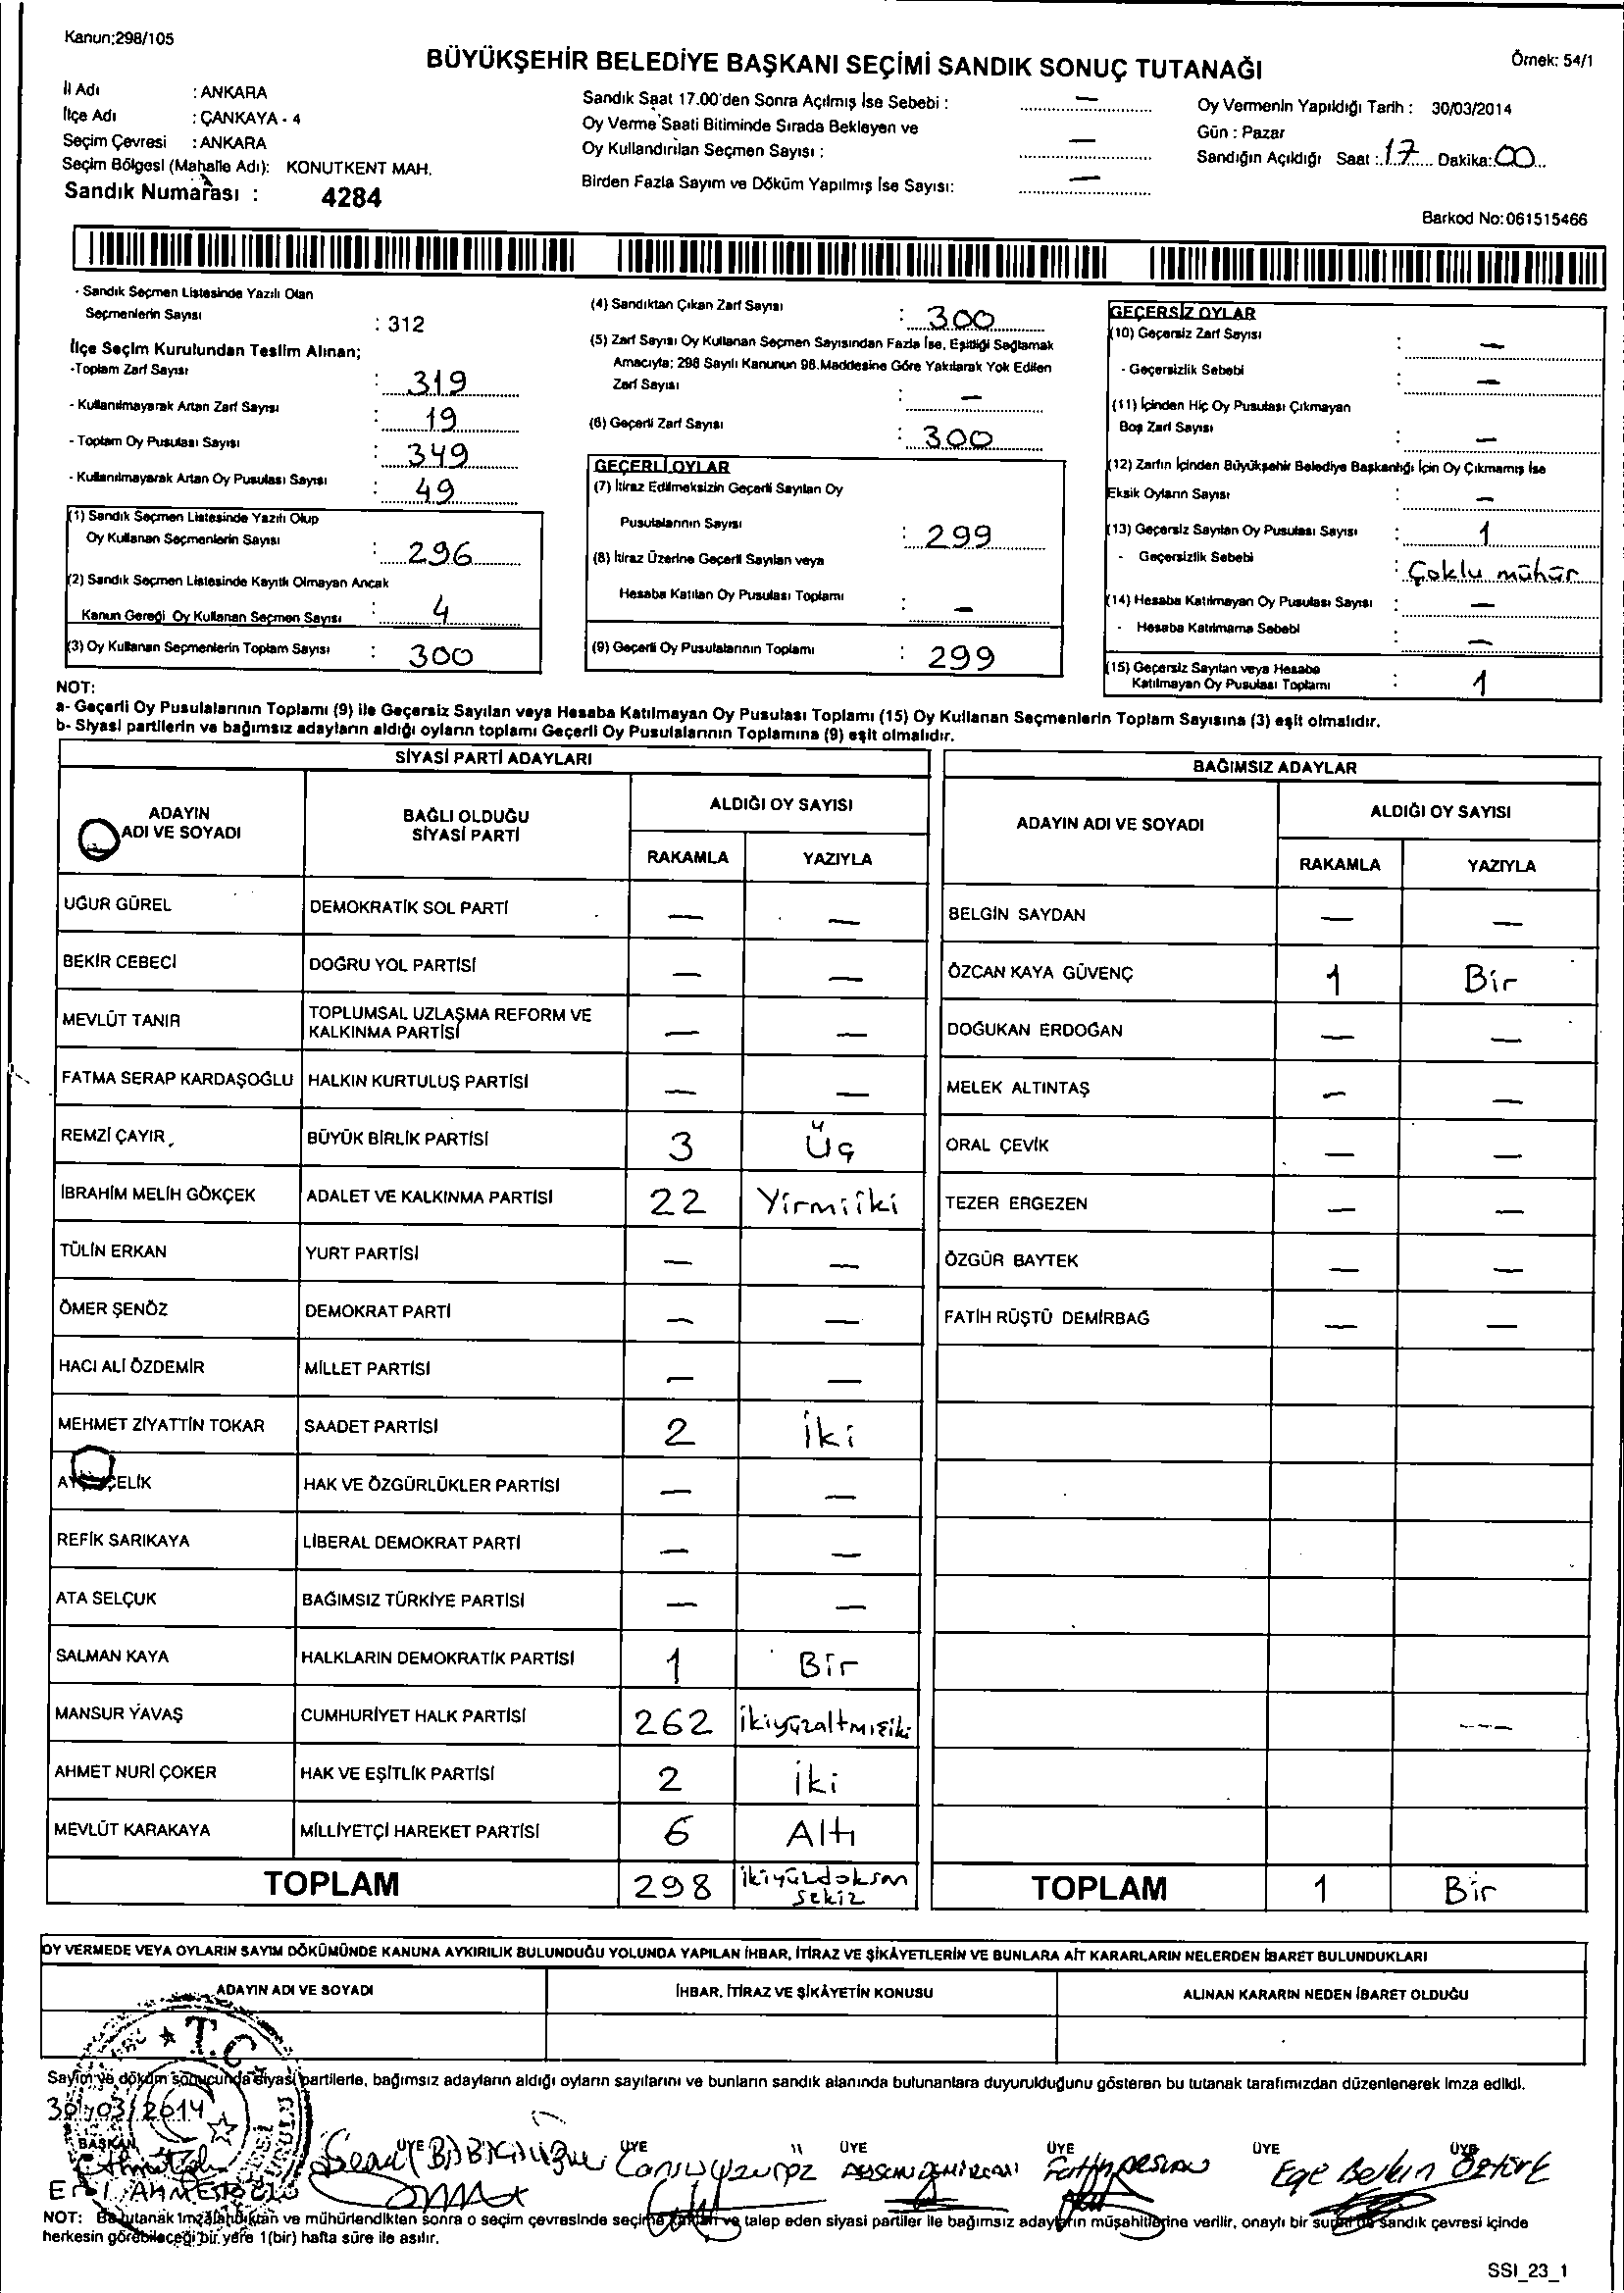 Kanun:298/105
BÜYÜKŞEHİR BELEDİYE BAŞKANI SEÇİMİ SANDIK SONUÇ TUTANAĞI
Örnek: 54/1
İl Adı : ANKARA
İlçe Adı : ÇANKAYA - 4
Seçim Çevresi : ANKARA
Seçim Bölgesi (Mahalle Adı): KONUTKENT MAH.
Sandık Numarası : 4284
Sandık Saat 17.00'den Sonra Açılmış İse Sebebi : —
Oy Verme Saati Bitiminde Sırada Bekleyen ve
Oy Kullandırılan Seçmen Sayısı : —
Birden Fazla Sayım ve Döküm Yapılmış İse Sayısı: —
Oy Vermenin Yapıldığı Tarih : 30/03/2014
Gün : Pazar
Sandığın Açıldığı Saat : 17 Dakika: 00
Barkod No:061515466
- Sandık Seçmen Listesinde Yazılı Olan
Seçmenlerin Sayısı : 312
İlçe Seçim Kurulundan Teslim Alınan;
-Toplam Zarf Sayısı : 319
- Kullanılmayarak Artan Zarf Sayısı : 19
- Toplam Oy Pusulası Sayısı : 349
- Kullanılmayarak Artan Oy Pusulası Sayısı : 49
(1) Sandık Seçmen Listesinde Yazılı Olup
Oy Kullanan Seçmenlerin Sayısı : 296
(2) Sandık Seçmen Listesinde Kayıtlı Olmayan Ancak
Kanun Gereği Oy Kullanan Seçmen Sayısı : 4
(3) Oy Kullanan Seçmenlerin Toplam Sayısı : 300
(4) Sandıktan Çıkan Zarf Sayısı : 300
(5) Zarf Sayısı Oy Kullanan Seçmen Sayısından Fazla İse, Eşitliği Sağlamak
Amacıyla; 298 Sayılı Kanunun 98.Maddesine Göre Yakılarak Yok Edilen
Zarf Sayısı : —
(6) Geçerli Zarf Sayısı : 300
GEÇERLİ OYLAR
(7) İtiraz Edilmeksizin Geçerli Sayılan Oy
Pusulalarının Sayısı : 299
(8) İtiraz Üzerine Geçerli Sayılan veya
Hesaba Katılan Oy Pusulası Toplamı : —
(9) Geçerli Oy Pusulalarının Toplamı : 299
GEÇERSİZ OYLAR
(10) Geçersiz Zarf Sayısı : —
- Geçersizlik Sebebi : —
(11) İçinden Hiç Oy Pusulası Çıkmayan
Boş Zarf Sayısı : —
(12) Zarfın İçinden Büyükşehir Belediye Başkanlığı İçin Oy Çıkmamış İse
Eksik Oyların Sayısı : —
(13) Geçersiz Sayılan Oy Pusulası Sayısı : 1
- Geçersizlik Sebebi : Çoklu mühür
(14) Hesaba Katılmayan Oy Pusulası Sayısı : —
- Hesaba Katılmama Sebebi : —
(15) Geçersiz Sayılan veya Hesaba
Katılmayan Oy Pusulası Toplamı : 1
NOT:
a- Geçerli Oy Pusulalarının Toplamı (9) ile Geçersiz Sayılan veya Hesaba Katılmayan Oy Pusulası Toplamı (15) Oy Kullanan Seçmenlerin Toplam Sayısına (3) eşit olmalıdır.
b- Siyasi partilerin ve bağımsız adayların aldığı oyların toplamı Geçerli Oy Pusulalarının Toplamına (9) eşit olmalıdır.
SİYASİ PARTİ ADAYLARI
ADAYIN
ADI VE SOYADI
BAĞLI OLDUĞU
SİYASİ PARTİ
ALDIĞI OY SAYISI
RAKAMLA YAZIYLA
UĞUR GÜREL DEMOKRATİK SOL PARTİ — —
BEKİR CEBECİ DOĞRU YOL PARTİSİ — —
MEVLÜT TANIR TOPLUMSAL UZLAŞMA REFORM VE
KALKINMA PARTİSİ — —
FATMA SERAP KARDAŞOĞLU HALKIN KURTULUŞ PARTİSİ — —
REMZİ ÇAYIR BÜYÜK BİRLİK PARTİSİ 3 Üç
İBRAHİM MELİH GÖKÇEK ADALET VE KALKINMA PARTİSİ 22 Yirmiiki
TÜLİN ERKAN YURT PARTİSİ — —
ÖMER ŞENÖZ DEMOKRAT PARTİ — —
HACI ALİ ÖZDEMİR MİLLET PARTİSİ — —
MEHMET ZİYATTİN TOKAR SAADET PARTİSİ 2 İki
ÇELİK HAK VE ÖZGÜRLÜKLER PARTİSİ — —
REFİK SARIKAYA LİBERAL DEMOKRAT PARTİ — —
ATA SELÇUK BAĞIMSIZ TÜRKİYE PARTİSİ — —
SALMAN KAYA HALKLARIN DEMOKRATİK PARTİSİ 1 Bir
MANSUR YAVAŞ CUMHURİYET HALK PARTİSİ 262 İkiyüzaltmışiki
AHMET NURİ ÇOKER HAK VE EŞİTLİK PARTİSİ 2 İki
MEVLÜT KARAKAYA MİLLİYETÇİ HAREKET PARTİSİ 6 Altı
TOPLAM 298 ikiyüzdoksan
sekiz
BAĞIMSIZ ADAYLAR
ADAYIN ADI VE SOYADI
ALDIĞI OY SAYISI
RAKAMLA YAZIYLA
BELGİN SAYDAN — —
ÖZCAN KAYA GÜVENÇ 1 Bir
DOĞUKAN ERDOĞAN — —
MELEK ALTINTAŞ — —
ORAL ÇEVİK — —
TEZER ERGEZEN — —
ÖZGÜR BAYTEK — —
FATİH RÜŞTÜ DEMİRBAĞ — —
TOPLAM 1 Bir
OY VERMEDE VEYA OYLARIN SAYIM DÖKÜMÜNDE KANUNA AYKIRILIK BULUNDUĞU YOLUNDA YAPILAN İHBAR, İTİRAZ VE ŞİKÂYETLERİN VE BUNLARA AİT KARARLARIN NELERDEN İBARET BULUNDUKLARI
ADAYIN ADI VE SOYADI
İHBAR, İTİRAZ VE ŞİKÂYETİN KONUSU
ALINAN KARARIN NEDEN İBARET OLDUĞU
T.C.
Sayım ve döküm sonucunda siyasi partilerle, bağımsız adayların aldığı oyların sayılarını ve bunların sandık alanında bulunanlara duyurulduğunu gösteren bu tutanak tarafımızdan düzenlenerek imza edildi.
30/03/2014
BAŞKAN ÜYE ÜYE ÜYE ÜYE ÜYE ÜYE
Ege Berkin Öztürk
NOT: Bu tutanak imzalandıktan ve mühürlendikten sonra o seçim çevresinde seçime katılan ve talep eden siyasi partiler ile bağımsız adayların müşahitlerine verilir, onaylı bir sureti de sandık çevresi içinde
herkesin görebileceği bir yere 1(bir) hafta süre ile asılır.
SSI_23_1